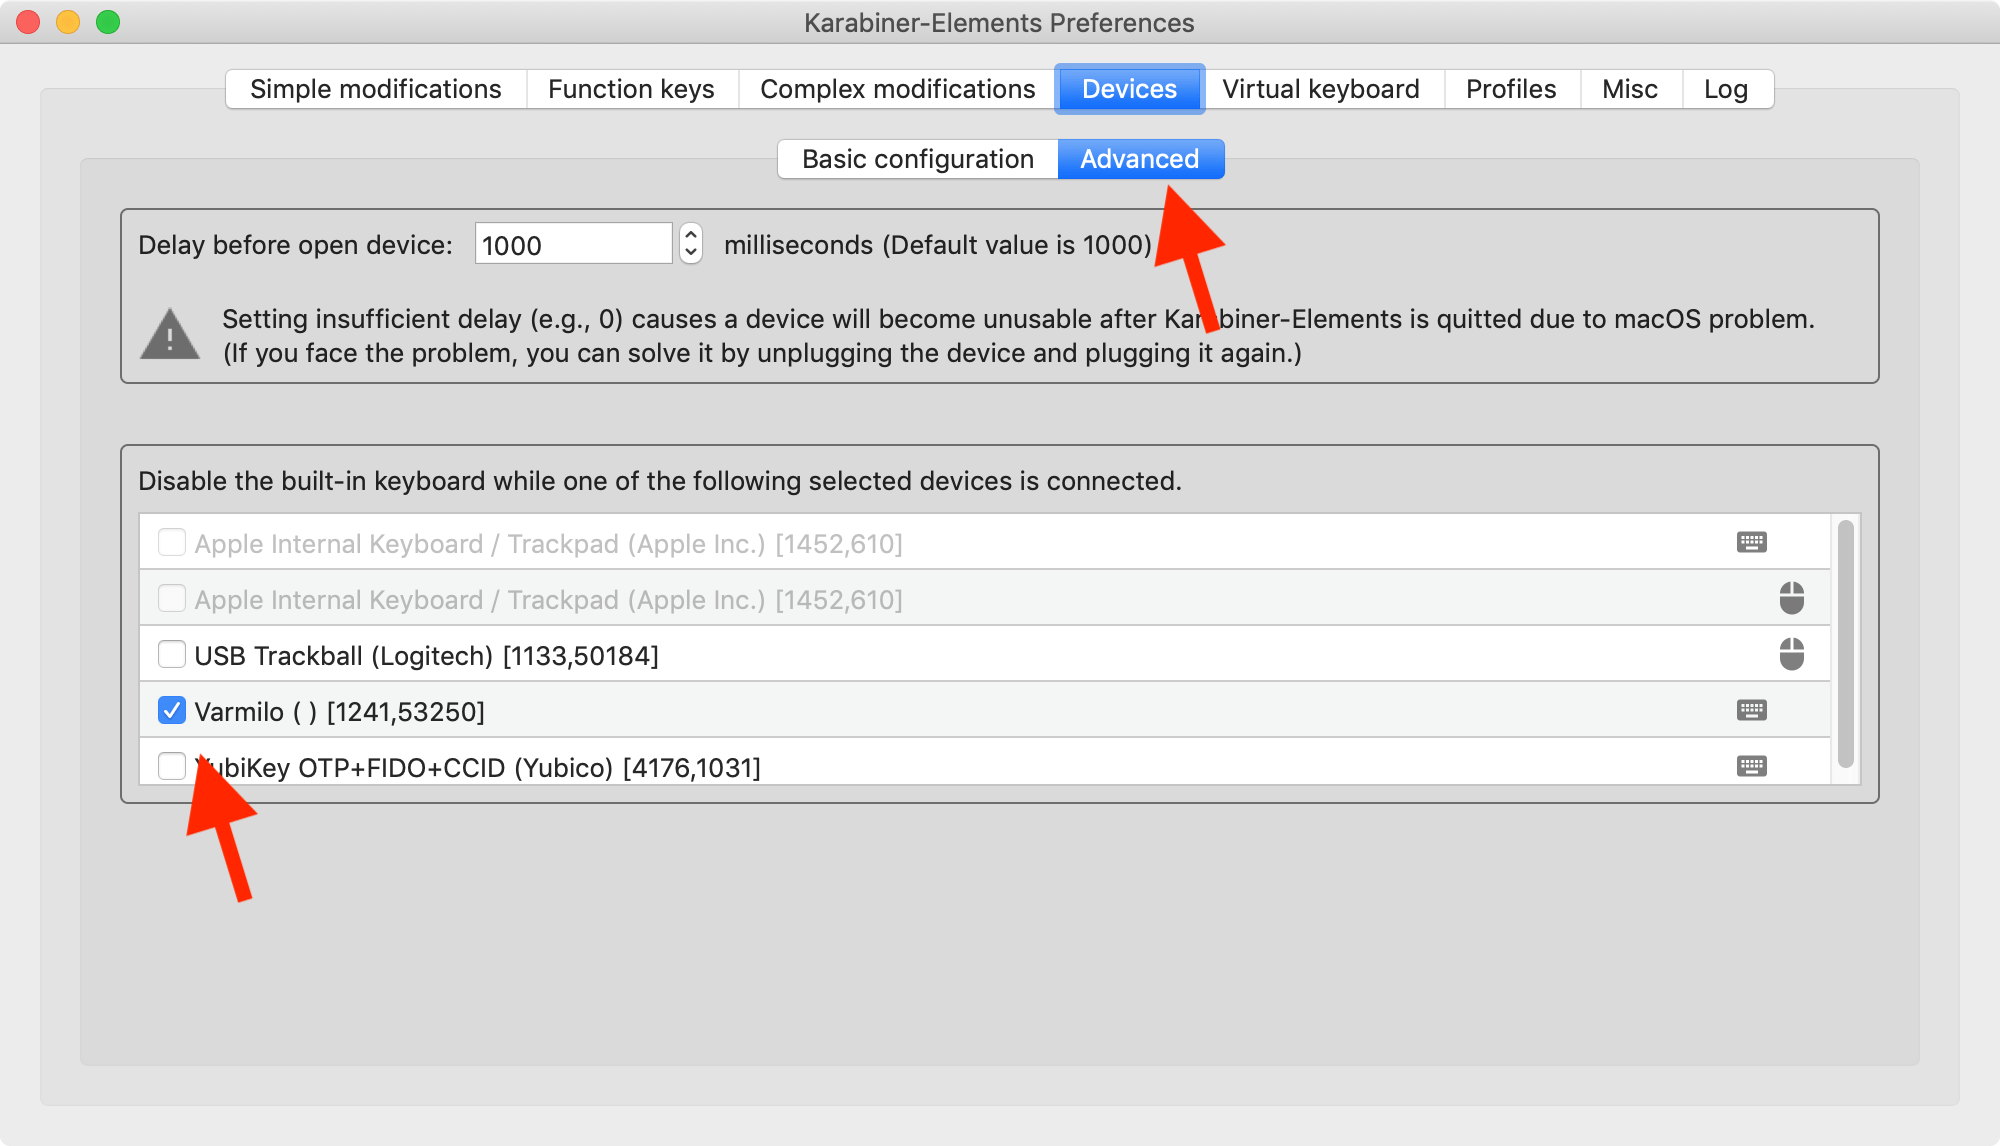 Karabiner-Elements Preferences
Simple modifications Function keys Complex modifications Devices Virtual keyboard Profiles Misc Log
Basic configuration Advanced
Delay before open device: 1000 milliseconds (Default value is 1000)
Setting insufficient delay (e.g., 0) causes a device will become unusable after Karabiner-Elements is quitted due to macOS problem.
(If you face the problem, you can solve it by unplugging the device and plugging it again.)
Disable the built-in keyboard while one of the following selected devices is connected.
Apple Internal Keyboard / Trackpad (Apple Inc.) [1452,610]
Apple Internal Keyboard / Trackpad (Apple Inc.) [1452,610]
USB Trackball (Logitech) [1133,50184]
Varmilo ( ) [1241,53250]
YubiKey OTP+FIDO+CCID (Yubico) [4176,1031]